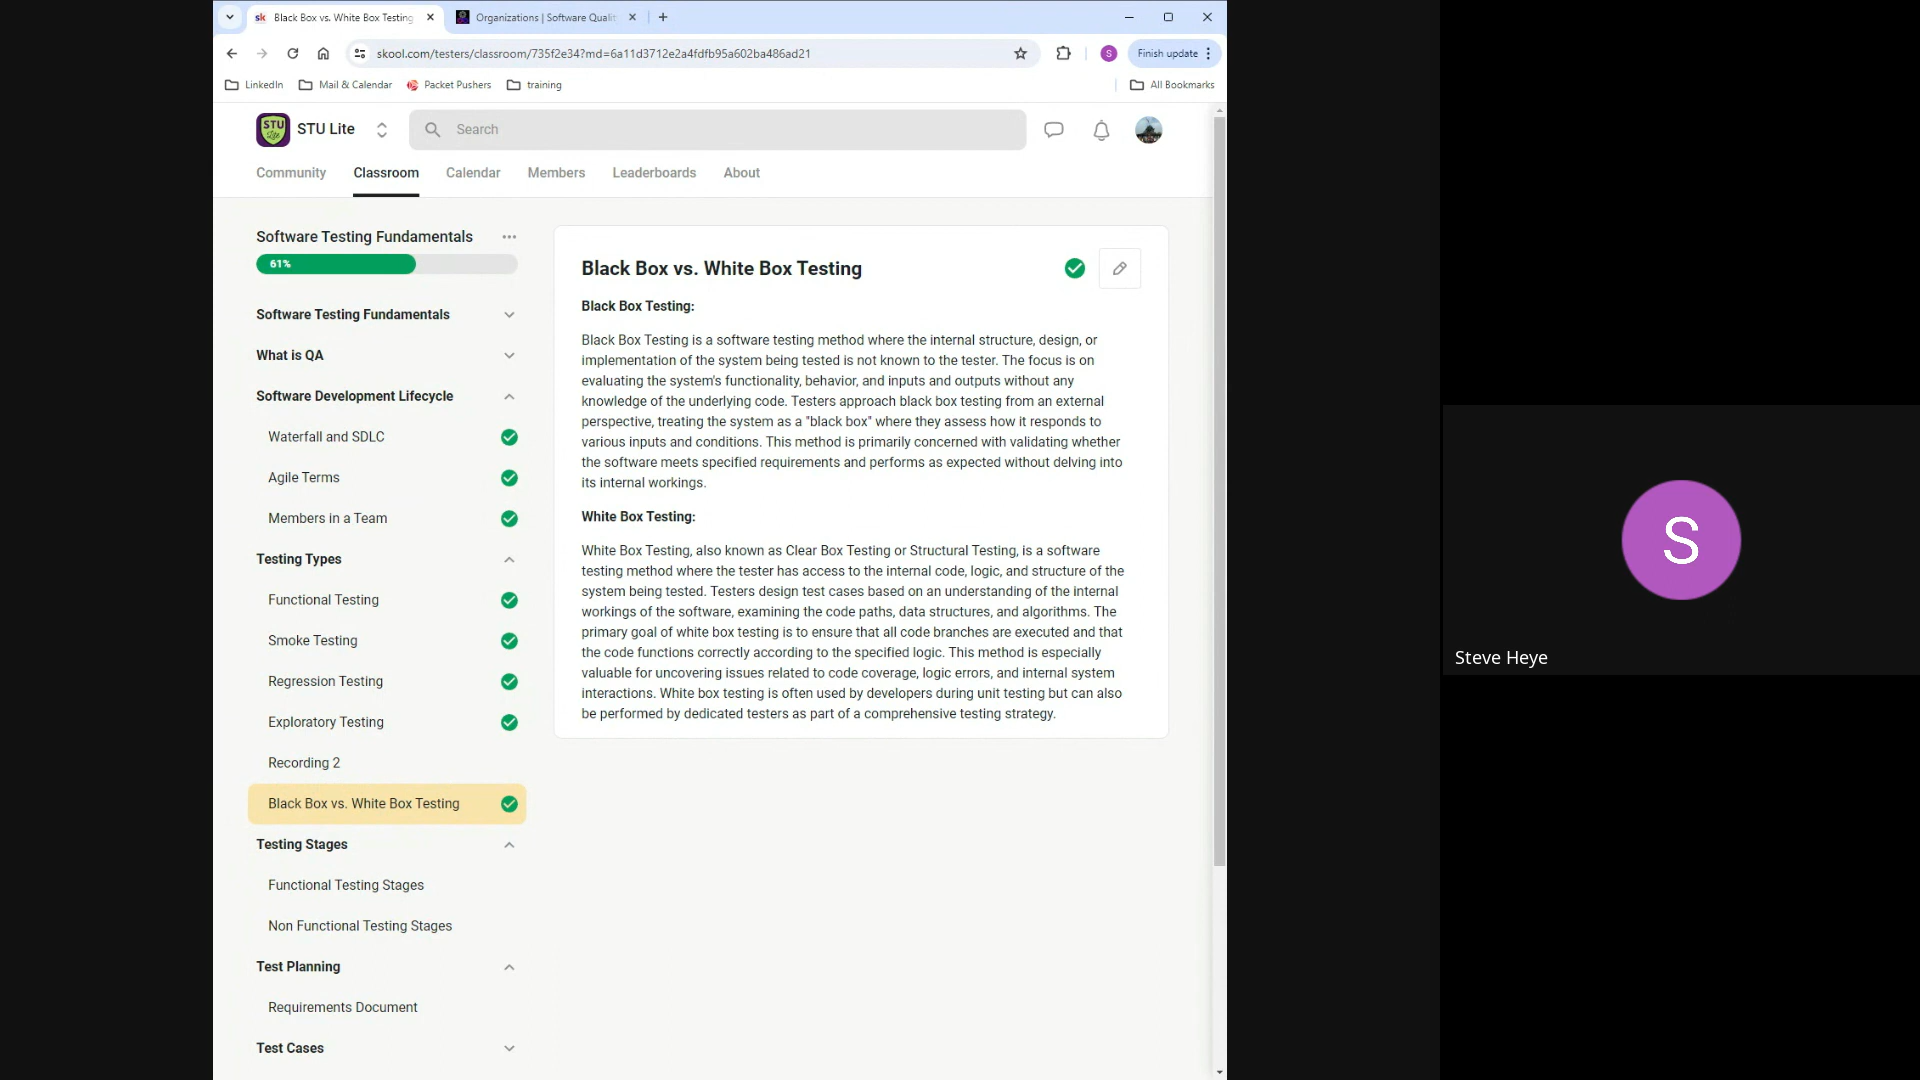 Black Box vs. White Box Testing
Organizations | Software Qualit
skool.com/testers/classroom/735f2e34?md=6a11d3712e2a4fdfb95a602ba486ad21
S
Finish update
LinkedIn
Mail & Calendar
Packet Pushers
training
All Bookmarks
STU
Lite
STU Lite
Search
Community
Classroom
Calendar
Members
Leaderboards
About
Software Testing Fundamentals
61%
Software Testing Fundamentals
What is QA
Software Development Lifecycle
Waterfall and SDLC
Agile Terms
Members in a Team
Testing Types
Functional Testing
Smoke Testing
Regression Testing
Exploratory Testing
Recording 2
Black Box vs. White Box Testing
Testing Stages
Functional Testing Stages
Non Functional Testing Stages
Test Planning
Requirements Document
Test Cases
Black Box vs. White Box Testing
Black Box Testing:
Black Box Testing is a software testing method where the internal structure, design, or
implementation of the system being tested is not known to the tester. The focus is on
evaluating the system's functionality, behavior, and inputs and outputs without any
knowledge of the underlying code. Testers approach black box testing from an external
perspective, treating the system as a "black box" where they assess how it responds to
various inputs and conditions. This method is primarily concerned with validating whether
the software meets specified requirements and performs as expected without delving into
its internal workings.
White Box Testing:
White Box Testing, also known as Clear Box Testing or Structural Testing, is a software
testing method where the tester has access to the internal code, logic, and structure of the
system being tested. Testers design test cases based on an understanding of the internal
workings of the software, examining the code paths, data structures, and algorithms. The
primary goal of white box testing is to ensure that all code branches are executed and that
the code functions correctly according to the specified logic. This method is especially
valuable for uncovering issues related to code coverage, logic errors, and internal system
interactions. White box testing is often used by developers during unit testing but can also
be performed by dedicated testers as part of a comprehensive testing strategy.
S
Steve Heye